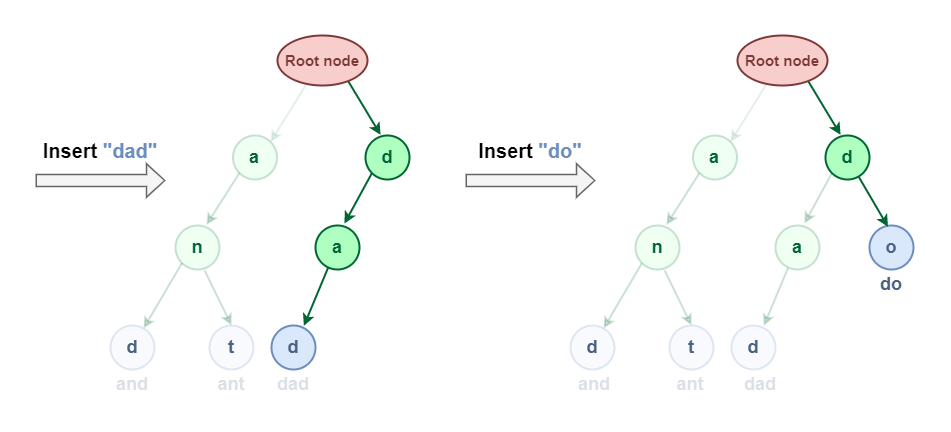 Insert "dad"
Root node
a
d
n
a
d
t
d
and
ant
dad
Insert "do"
Root node
a
d
n
a
o
do
d
t
d
and
ant
dad